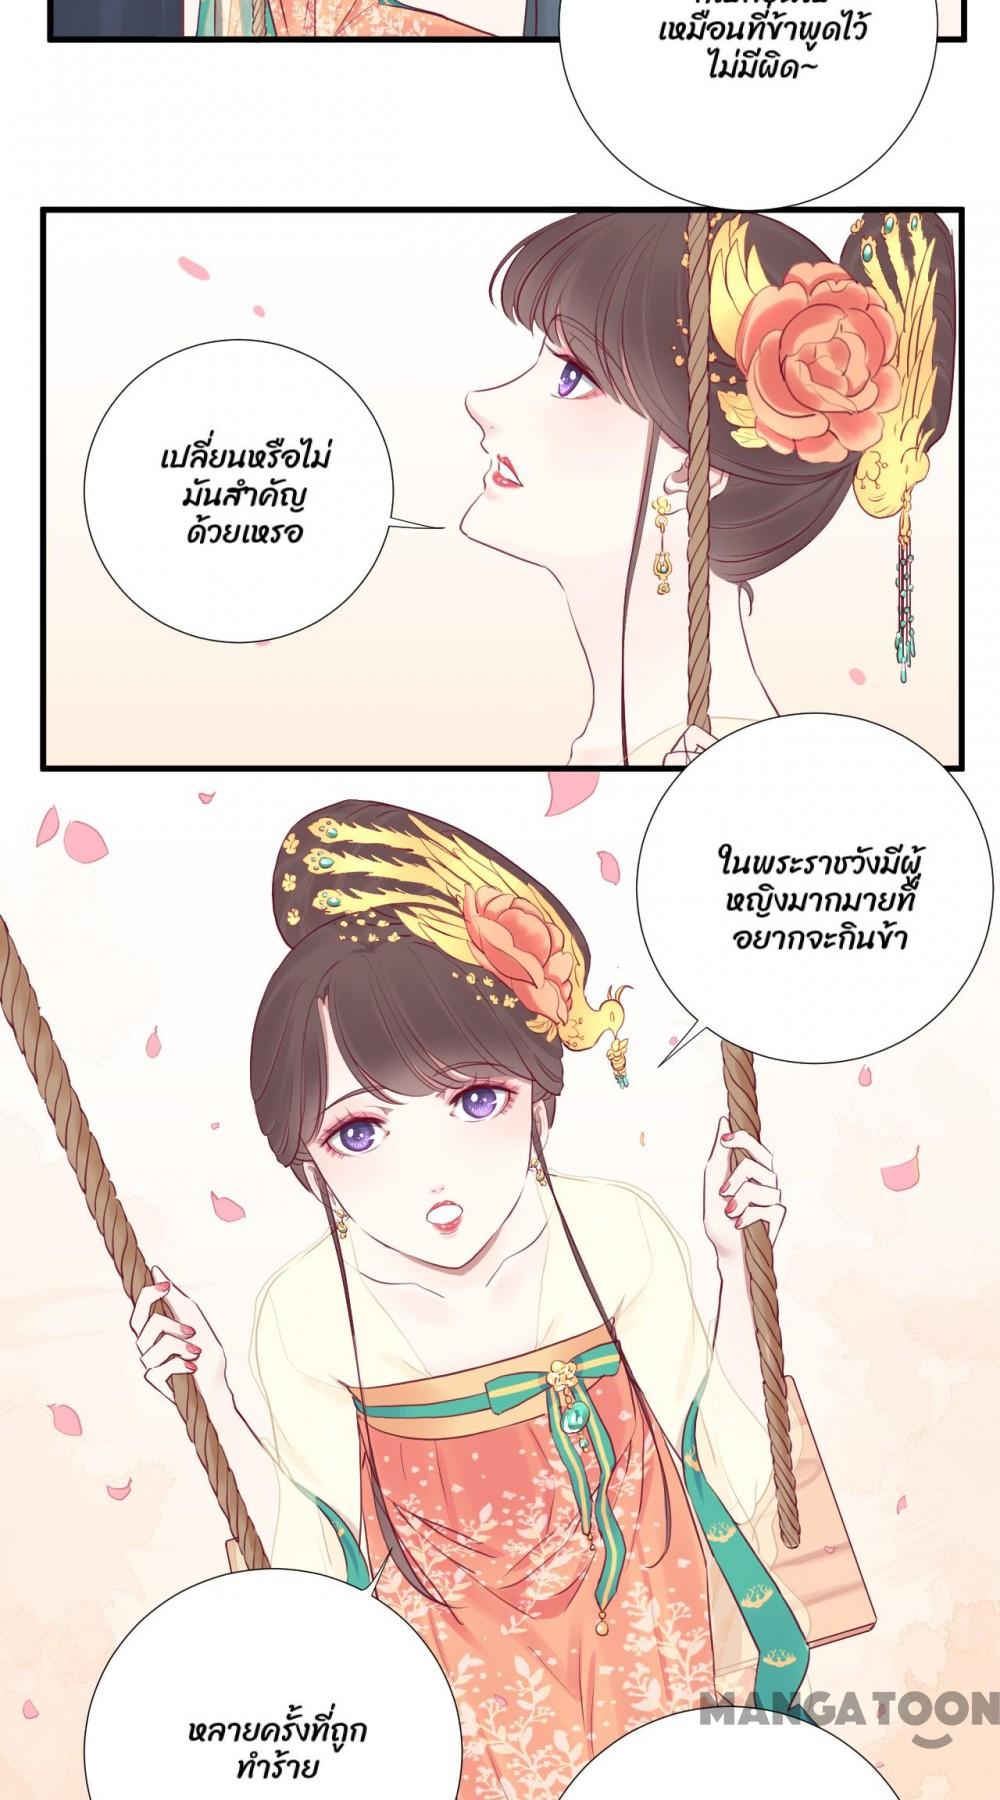 เหมือนที่ข้าพูดไว้
ไม่มีผิด~
เปลี่ยนหรือไม่
มันสำคัญ
ด้วยเหรอ
ในพระราชวังมีผู้
หญิงมากมายที่
อยากจะกินข้า
หลายครั้งที่ถูก
ทำร้าย
MANGATOON